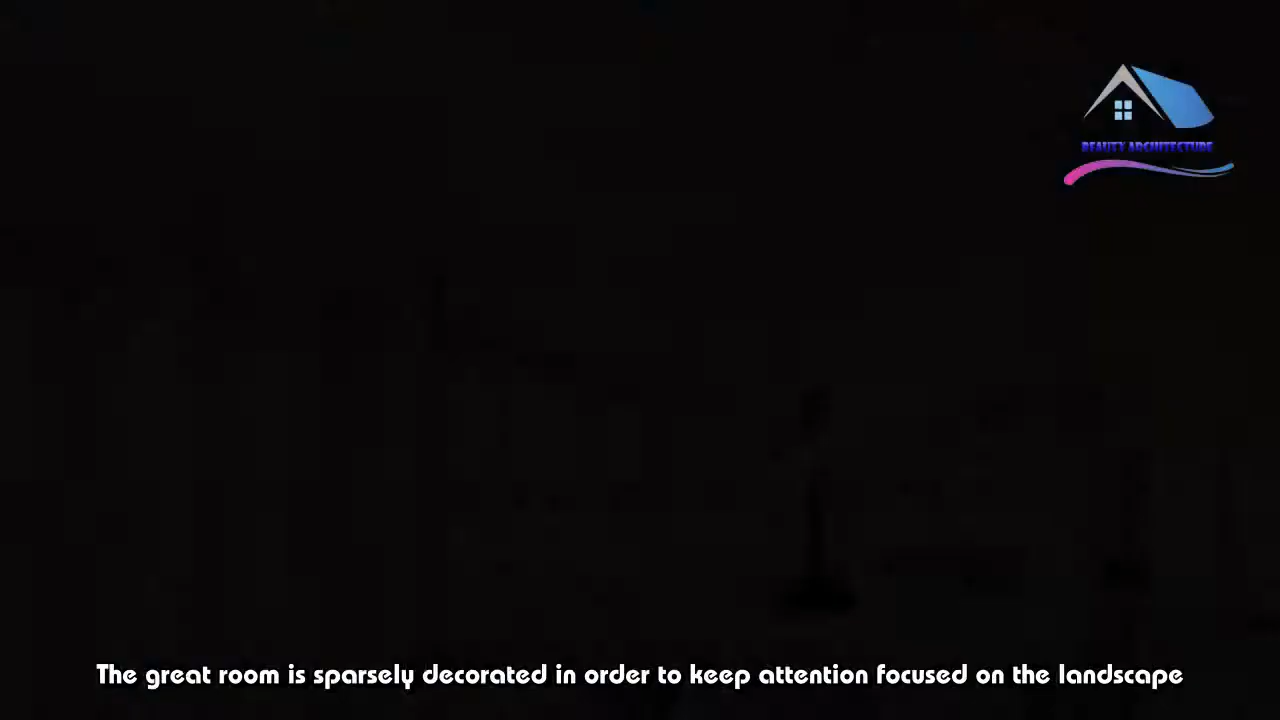 BEAUTY ARCHITECTURE
The great room is sparsely decorated in order to keep attention focused on the landscape